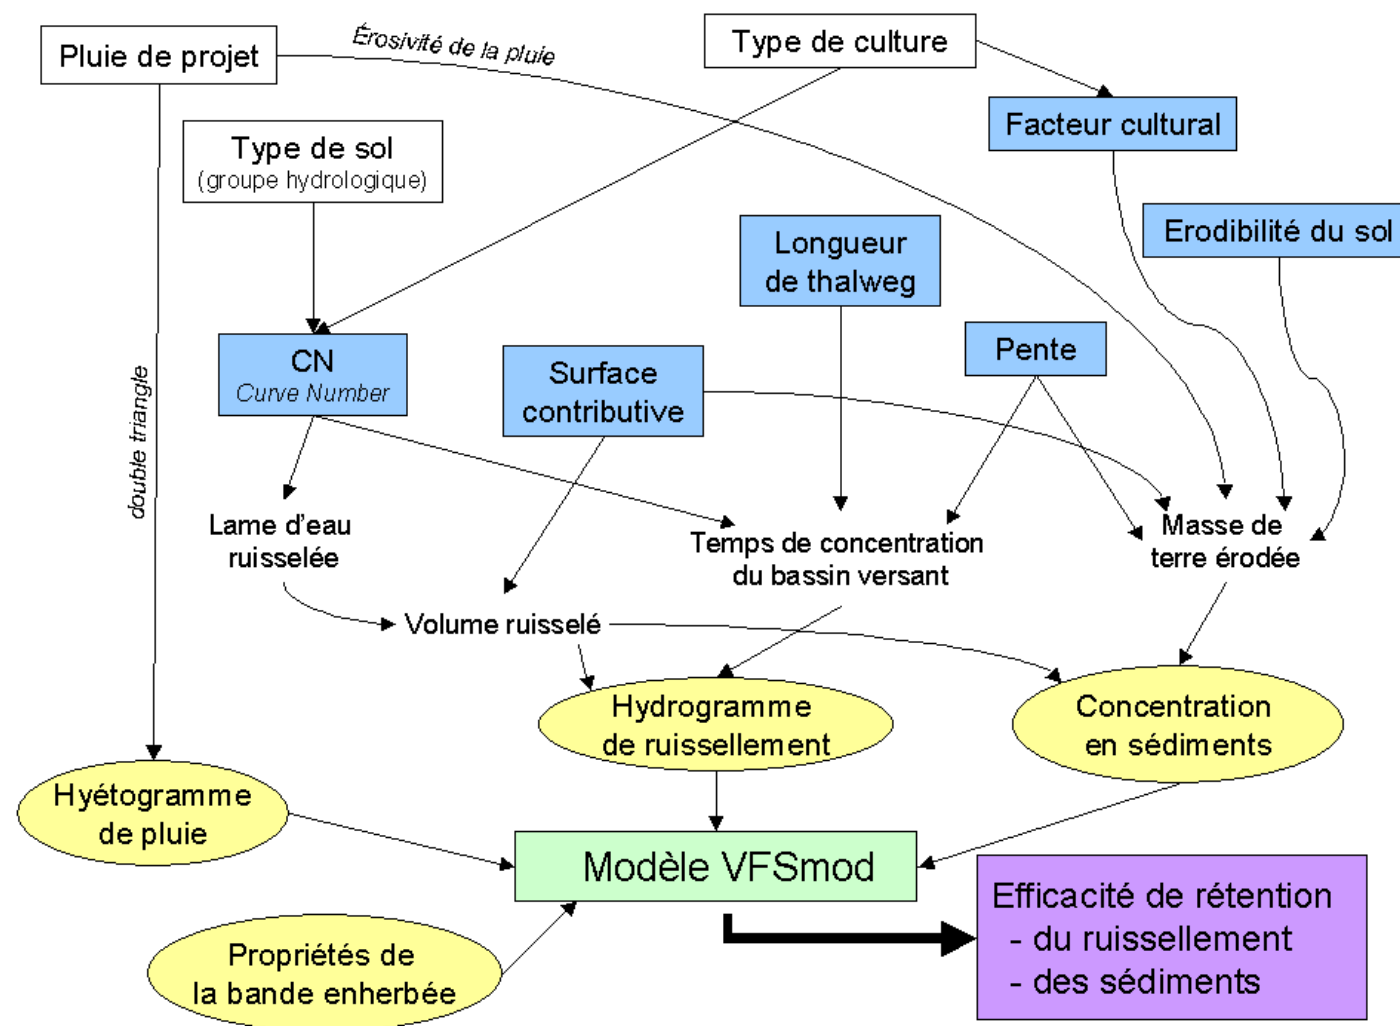 Pluie de projet
Érosivité de la pluie
Type de culture
Facteur cultural
Type de sol
(groupe hydrologique)
Erodibilité du sol
Longueur
de thalweg
CN
Curve Number
Surface
contributive
Pente
double triangle
Lame d'eau
ruisselée
Temps de concentration
du bassin versant
Masse de
terre érodée
Volume ruisselé
Hydrogramme
de ruissellement
Concentration
en sédiments
Hyétogramme
de pluie
Modèle VFSmod
Efficacité de rétention
- du ruissellement
- des sédiments
Propriétés de
la bande enherbée